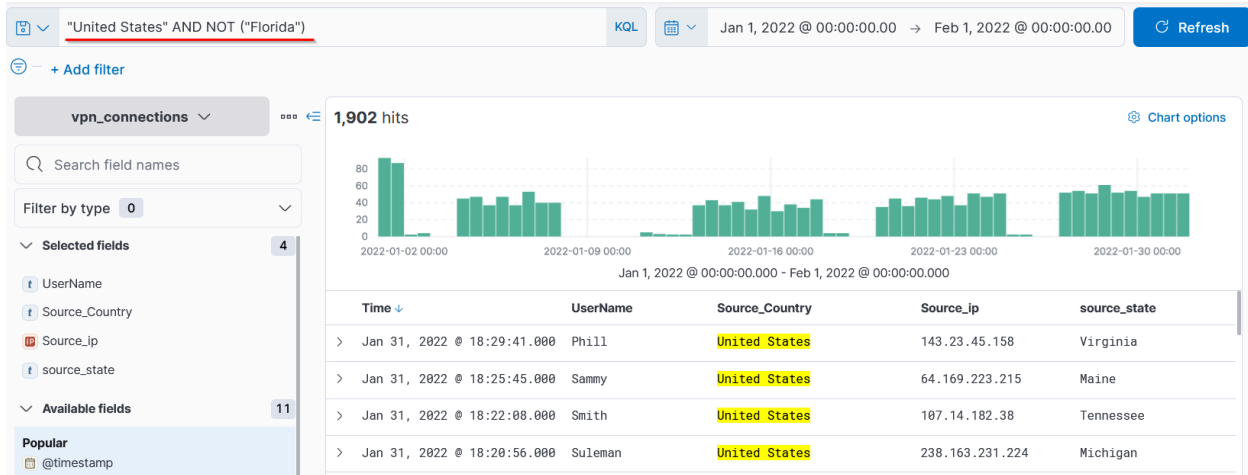 "United States" AND NOT ("Florida") KQL Jan 1, 2022 @ 00:00:00.00 → Feb 1, 2022 @ 00:00:00.00 Refresh
+ Add filter
vpn_connections
Search field names
Filter by type 0
Selected fields 4
t UserName
t Source_Country
IP Source_ip
t source_state
Available fields 11
Popular
@timestamp
1,902 hits Chart options
80
60
40
20
0
2022-01-02 00:00 2022-01-09 00:00 2022-01-16 00:00 2022-01-23 00:00 2022-01-30 00:00
Jan 1, 2022 @ 00:00:00.000 - Feb 1, 2022 @ 00:00:00.000
Time ↓ UserName Source_Country Source_ip source_state
> Jan 31, 2022 @ 18:29:41.000 Phill United States 143.23.45.158 Virginia
> Jan 31, 2022 @ 18:25:45.000 Sammy United States 64.169.223.215 Maine
> Jan 31, 2022 @ 18:22:08.000 Smith United States 107.14.182.38 Tennessee
> Jan 31, 2022 @ 18:20:56.000 Suleman United States 238.163.231.224 Michigan